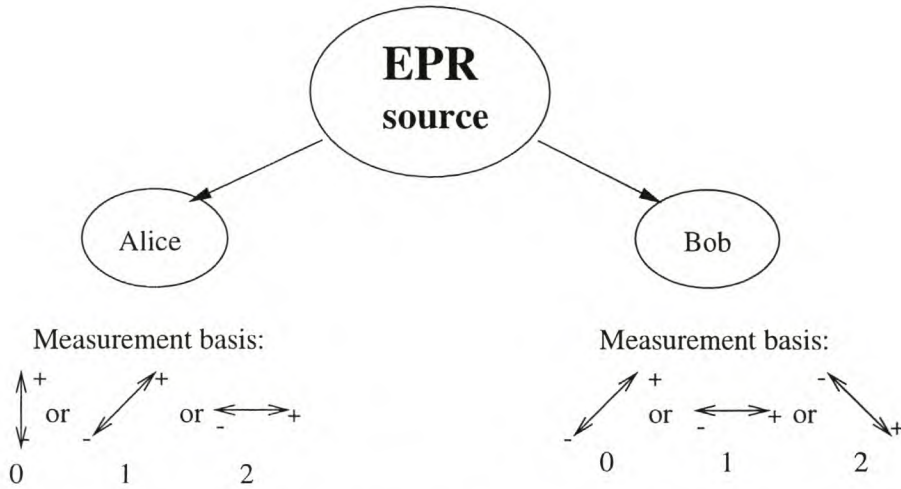 EPR
source
Alice
Bob
Measurement basis:
Measurement basis:
+ or - + or - + -
0 1 2
+ or - - + or - +
0 1 2